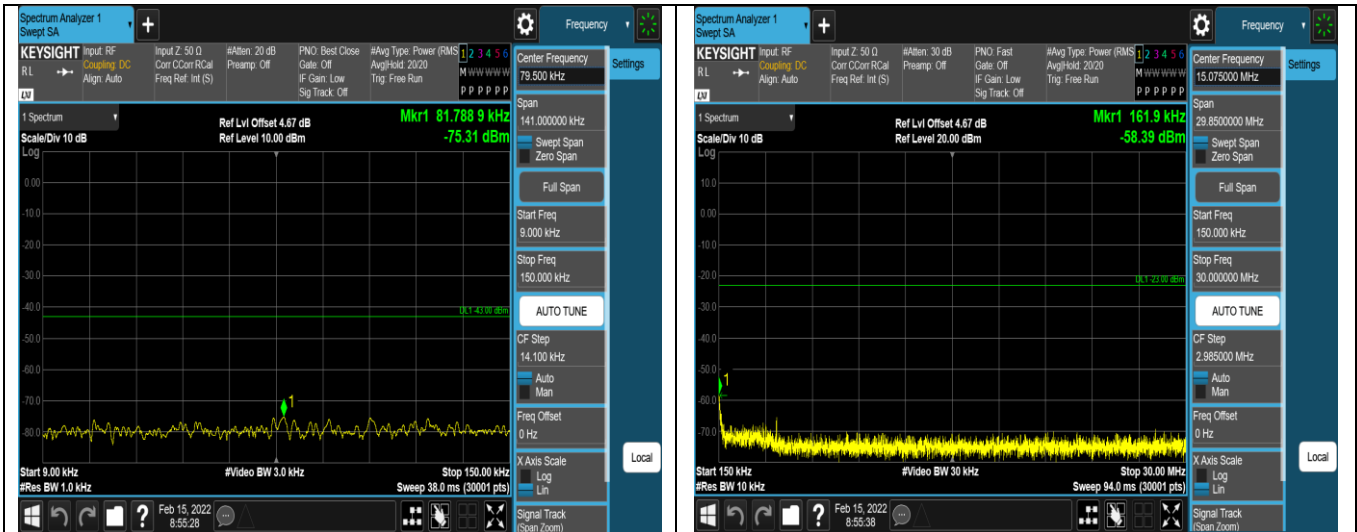 Spectrum Analyzer 1
Swept SA
+
Frequency
KEYSIGHT
RL
LXI
Input: RF
Coupling: DC
Align: Auto
Input Z: 50 Ω
Corr CCorr RCal
Freq Ref: Int (S)
#Atten: 20 dB
Preamp: Off
PNO: Best Close
Gate: Off
IF Gain: Low
Sig Track: Off
#Avg Type: Power (RMS
Avg|Hold: 20/20
Trig: Free Run
1 2 3 4 5 6
M W W W W W
P P P P P P
1 Spectrum
Scale/Div 10 dB
Log
Ref Lvl Offset 4.67 dB
Ref Level 10.00 dBm
Mkr1 81.788 9 kHz
-75.31 dBm
0.00
-10.0
-20.0
-30.0
-40.0
-50.0
-60.0
-70.0
-80.0
DL1 -43.00 dBm
1
Start 9.00 kHz
#Res BW 1.0 kHz
#Video BW 3.0 kHz
Stop 150.00 kHz
Sweep 38.0 ms (30001 pts)
Center Frequency
79.500 kHz
Settings
Span
141.000000 kHz
Swept Span
Zero Span
Full Span
Start Freq
9.000 kHz
Stop Freq
150.000 kHz
AUTO TUNE
CF Step
14.100 kHz
Auto
Man
Freq Offset
0 Hz
X Axis Scale
Log
Lin
Local
Signal Track
(Span Zoom)
?
Feb 15, 2022
8:55:28
Spectrum Analyzer 1
Swept SA
+
Frequency
KEYSIGHT
RL
LXI
Input: RF
Coupling: DC
Align: Auto
Input Z: 50 Ω
Corr CCorr RCal
Freq Ref: Int (S)
#Atten: 30 dB
Preamp: Off
PNO: Fast
Gate: Off
IF Gain: Low
Sig Track: Off
#Avg Type: Power (RMS
Avg|Hold: 20/20
Trig: Free Run
1 2 3 4 5 6
M W W W W W
P P P P P P
1 Spectrum
Scale/Div 10 dB
Log
Ref Lvl Offset 4.67 dB
Ref Level 20.00 dBm
Mkr1 161.9 kHz
-58.39 dBm
10.0
0.00
-10.0
-20.0
-30.0
-40.0
-50.0
-60.0
-70.0
DL1 -23.00 dBm
1
Start 150 kHz
#Res BW 10 kHz
#Video BW 30 kHz
Stop 30.00 MHz
Sweep 94.0 ms (30001 pts)
Center Frequency
15.075000 MHz
Settings
Span
29.8500000 MHz
Swept Span
Zero Span
Full Span
Start Freq
150.000 kHz
Stop Freq
30.000000 MHz
AUTO TUNE
CF Step
2.985000 MHz
Auto
Man
Freq Offset
0 Hz
X Axis Scale
Log
Lin
Local
Signal Track
(Span Zoom)
?
Feb 15, 2022
8:55:38